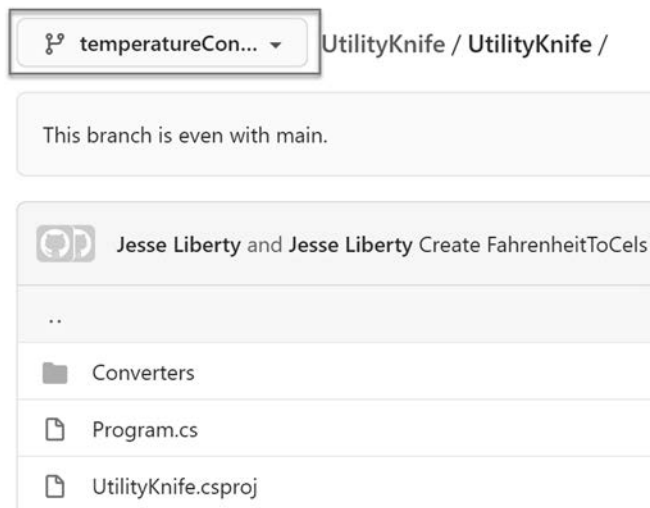 temperatureCon... UtilityKnife / UtilityKnife /
This branch is even with main.
Jesse Liberty and Jesse Liberty Create FahrenheitToCels
..
Converters
Program.cs
UtilityKnife.csproj